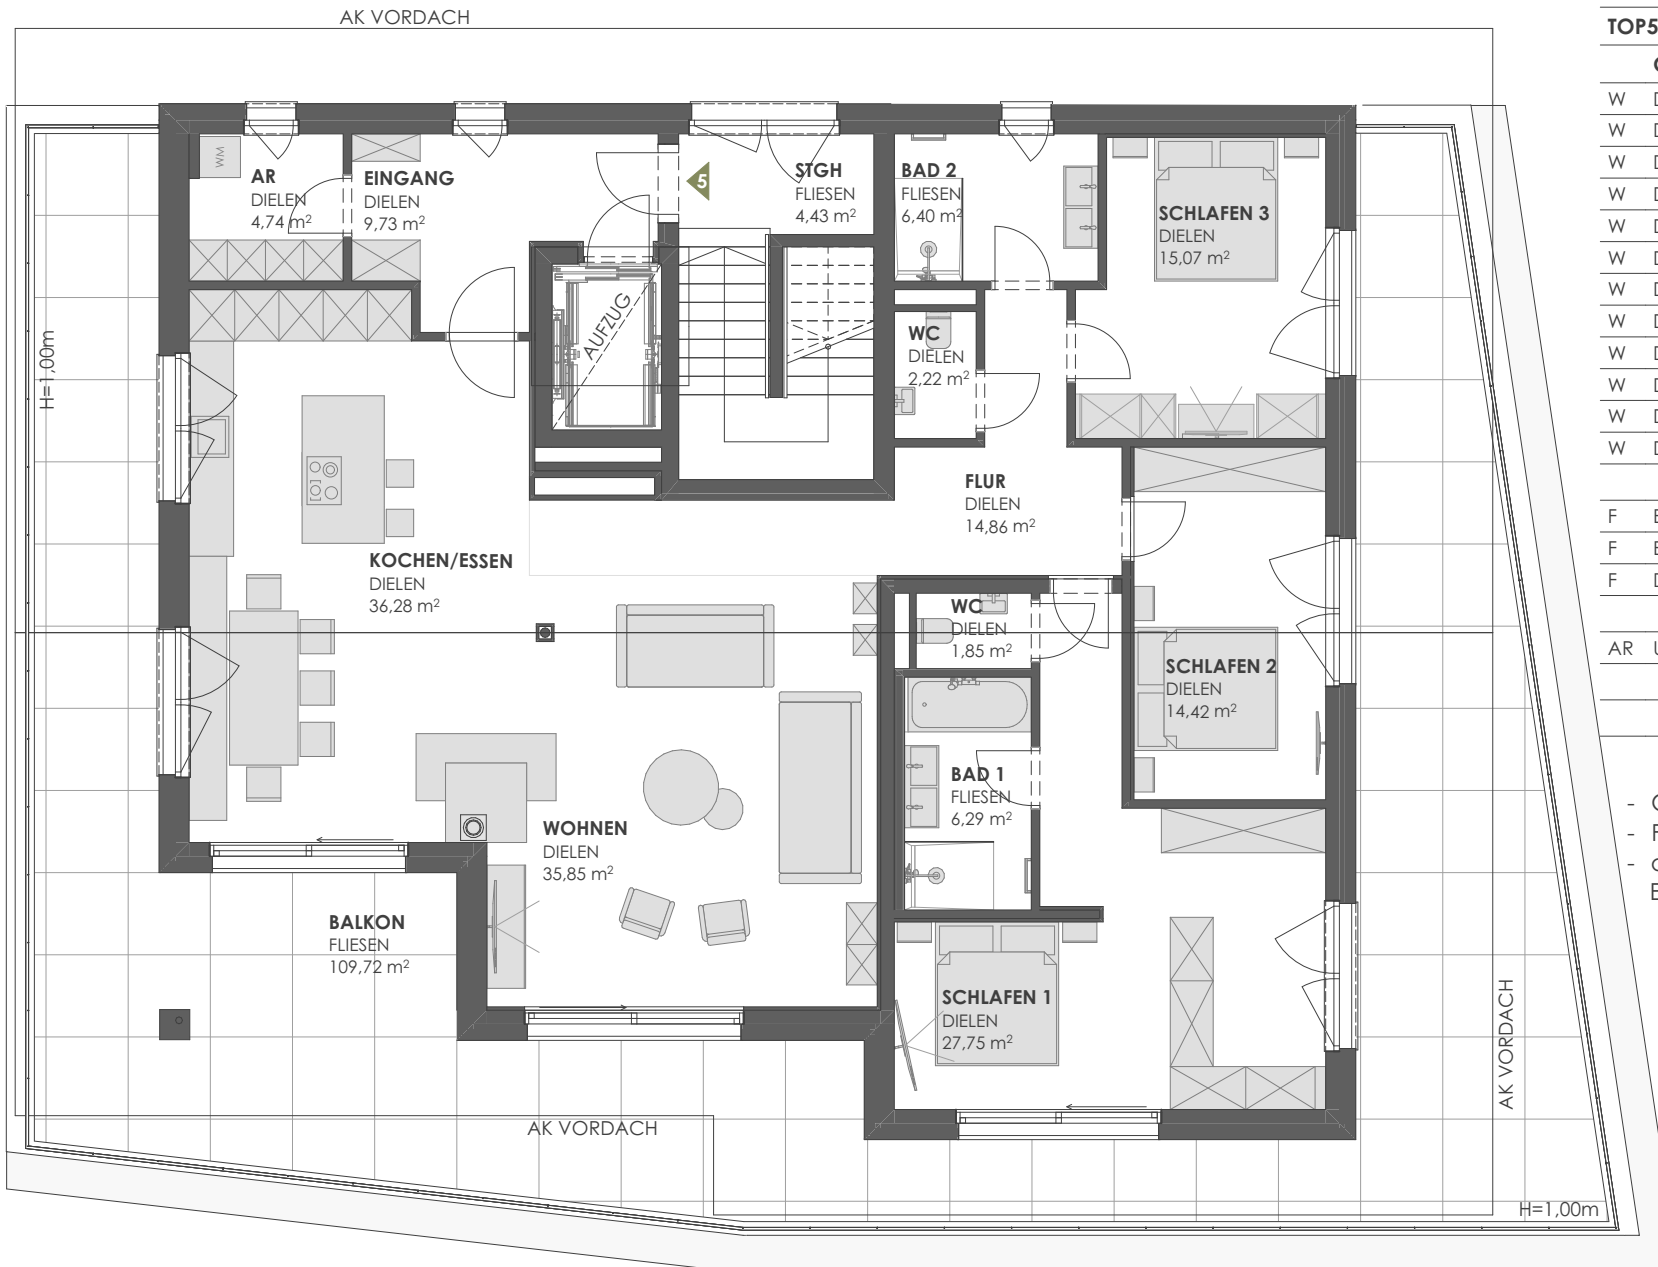 AK VORDACH
TOP5
W
W
W
W
W
W
W
W
W
W
W
W
F
F
F
AR
H=1,00m
WM
AR
DIELEN
4,74 m²
EINGANG
DIELEN
9,73 m²
5
STGH
FLIESEN
4,43 m²
BAD 2
FLIESEN
6,40 m²
SCHLAFEN 3
DIELEN
15,07 m²
AUFZUG
WC
DIELEN
2,22 m²
FLUR
DIELEN
14,86 m²
KOCHEN/ESSEN
DIELEN
36,28 m²
WC
DIELEN
1,85 m²
SCHLAFEN 2
DIELEN
14,42 m²
BAD 1
FLIESEN
6,29 m²
WOHNEN
DIELEN
35,85 m²
BALKON
FLIESEN
109,72 m²
SCHLAFEN 1
DIELEN
27,75 m²
AK VORDACH
AK VORDACH
H=1,00m